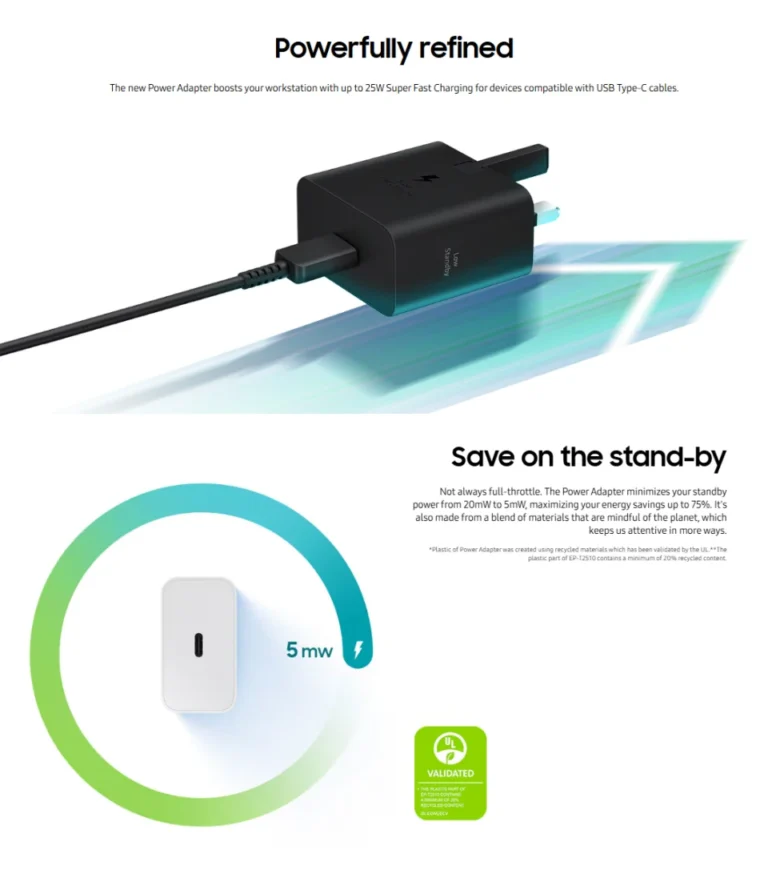 Powerfully refined
The new Power Adapter boosts your workstation with up to 25W Super Fast Charging for devices compatible with USB Type-C cables.
Low
Standby
Save on the stand-by
Not always full-throttle. The Power Adapter minimizes your standby
power from 20mW to 5mW, maximizing your energy savings up to 75%. It's
also made from a blend of materials that are mindful of the planet, which
keeps us attentive in more ways.
*Plastic of Power Adapter was created using recycled materials which has been validated by the UL.**The
plastic part of EP-T2510 contains a minimum of 20% recycled content.
5 mw
UL
VALIDATED